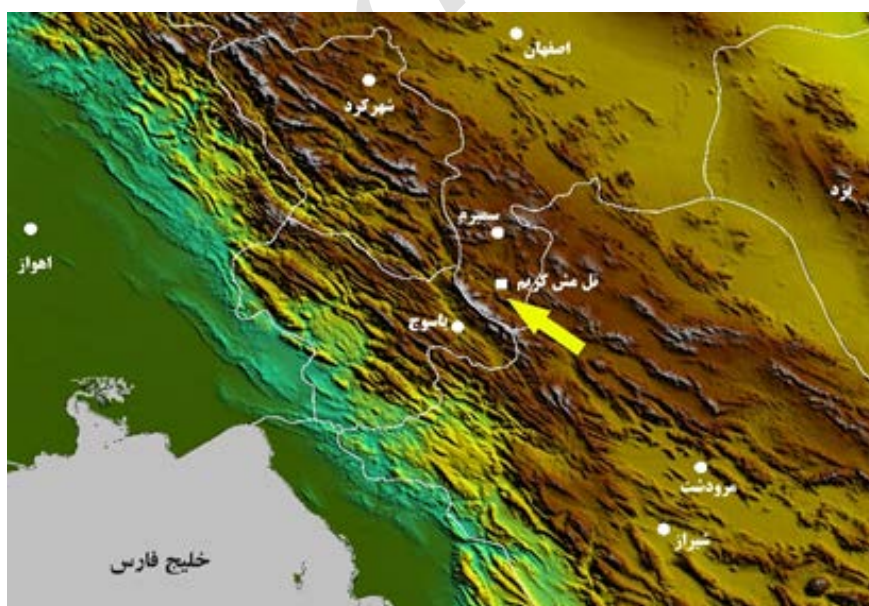 اصفهان
شهرکرد
یزد
سمیرم
اهواز
تل مش کریم
یاسوج
مرودشت
شیراز
خلیج فارس